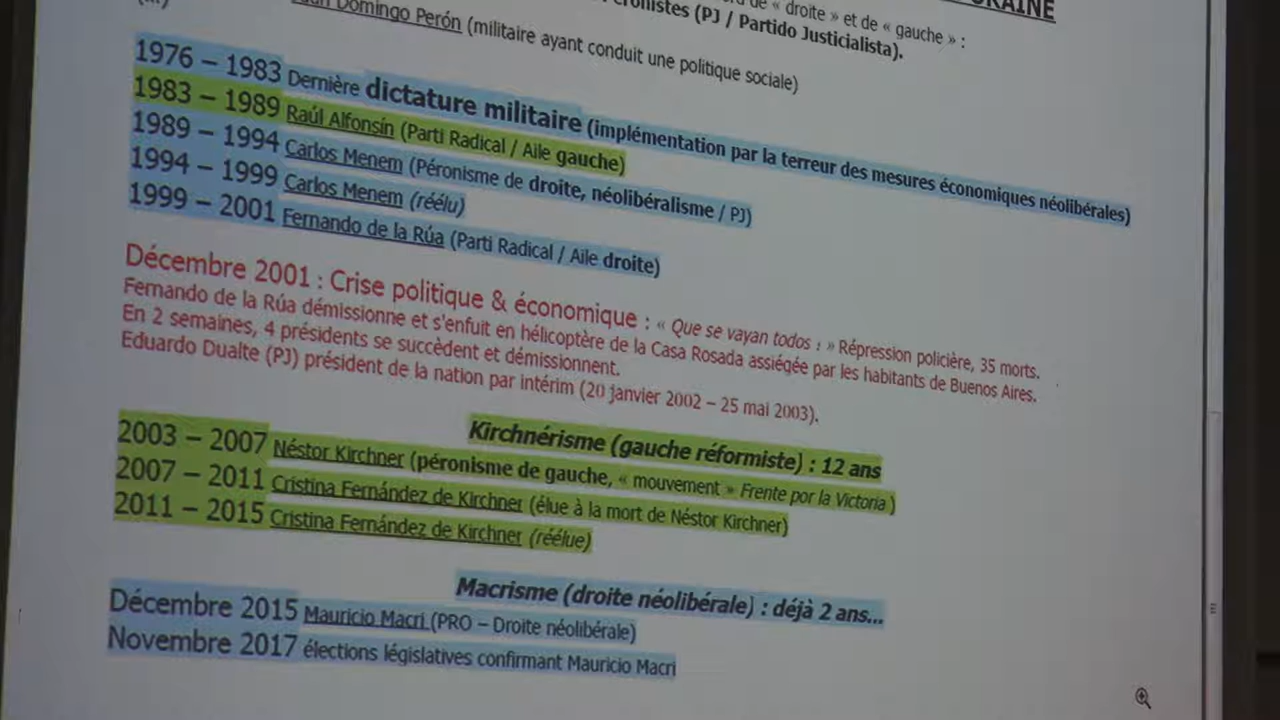 « droite » et de « gauche » :
(PJ / Partido Justicialista).
Domingo Perón (militaire ayant conduit une politique sociale)
1976 – 1983 Dernière dictature militaire (implémentation par la terreur des mesures économiques néolibérales)
1983 – 1989 Raúl Alfonsín (Parti Radical / Aile gauche)
1989 – 1994 Carlos Menem (Péronisme de droite, néolibéralisme / PJ)
1994 – 1999 Carlos Menem (réélu)
1999 – 2001 Fernando de la Rúa (Parti Radical / Aile droite)
Décembre 2001 : Crise politique & économique : « Que se vayan todos ¡ » Répression policière, 35 morts.
Fernando de la Rúa démissionne et s'enfuit en hélicoptère de la Casa Rosada assiégée par les habitants de Buenos Aires.
En 2 semaines, 4 présidents se succèdent et démissionnent.
Eduardo Dualte (PJ) président de la nation par intérim (20 janvier 2002 – 25 mai 2003).
Kirchnérisme (gauche réformiste) : 12 ans
2003 – 2007 Néstor Kirchner (péronisme de gauche, « mouvement » Frente por la Victoria )
2007 – 2011 Cristina Fernández de Kirchner (élue à la mort de Néstor Kirchner)
2011 – 2015 Cristina Fernández de Kirchner (réélue)
Macrisme (droite néolibérale) : déjà 2 ans...
Décembre 2015 Mauricio Macri (PRO – Droite néolibérale)
Novembre 2017 élections législatives confirmant Mauricio Macri